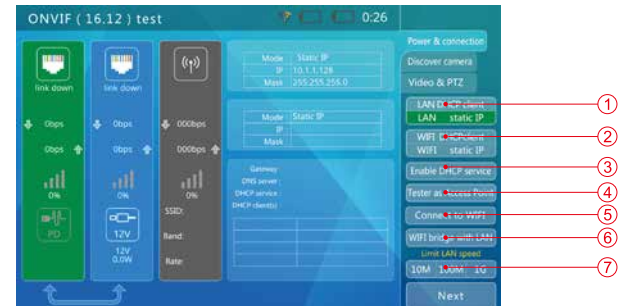 ONVIF ( 16.12 ) test
0:26
Power & connection
Discover camera
Video & PTZ
link down
link down
Mode Static IP
IP 10.1.1.128
Mask 255.255.255.0
LAN DHCP client
LAN static IP
①
WIFI DHCPclient
WIFI static IP
②
0bps
0bps
000bps
0bps
0bps
000bps
Mode Static IP
IP
Mask
Enable DHCP service
③
Tester as Access Point
④
Gateway:
DNS server:
DHCP service:
DHCP client(s):
0%
0%
0%
SSID:
Connect to WIFI
⑤
PD
12V
Band:
WIFI bridge with LAN
⑥
12V
0.0W
Rate:
Limit LAN speed
10M 100M 1G
⑦
Next